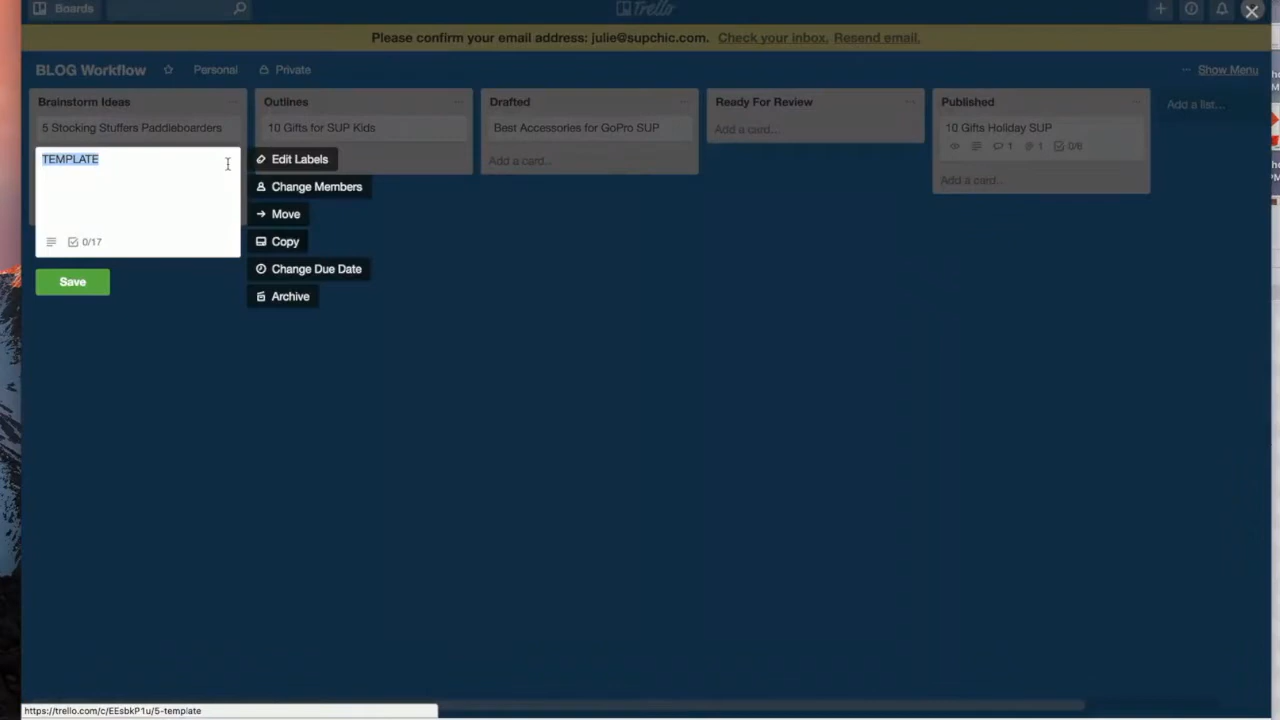 Boards
Trello
Please confirm your email address: julie@supchic.com. Check your inbox. Resend email.
BLOG Workflow
Personal
Private
... Show Menu
Brainstorm Ideas
Outlines
Drafted
Ready For Review
Published
Add a list...
5 Stocking Stuffers Paddleboarders
10 Gifts for SUP Kids
Best Accessories for GoPro SUP
Add a card...
10 Gifts Holiday SUP
1
1
0/8
Add a card...
Add a card...
TEMPLATE
0/17
Save
Edit Labels
Change Members
Move
Copy
Change Due Date
Archive
https://trello.com/c/EEsbkP1u/5-template